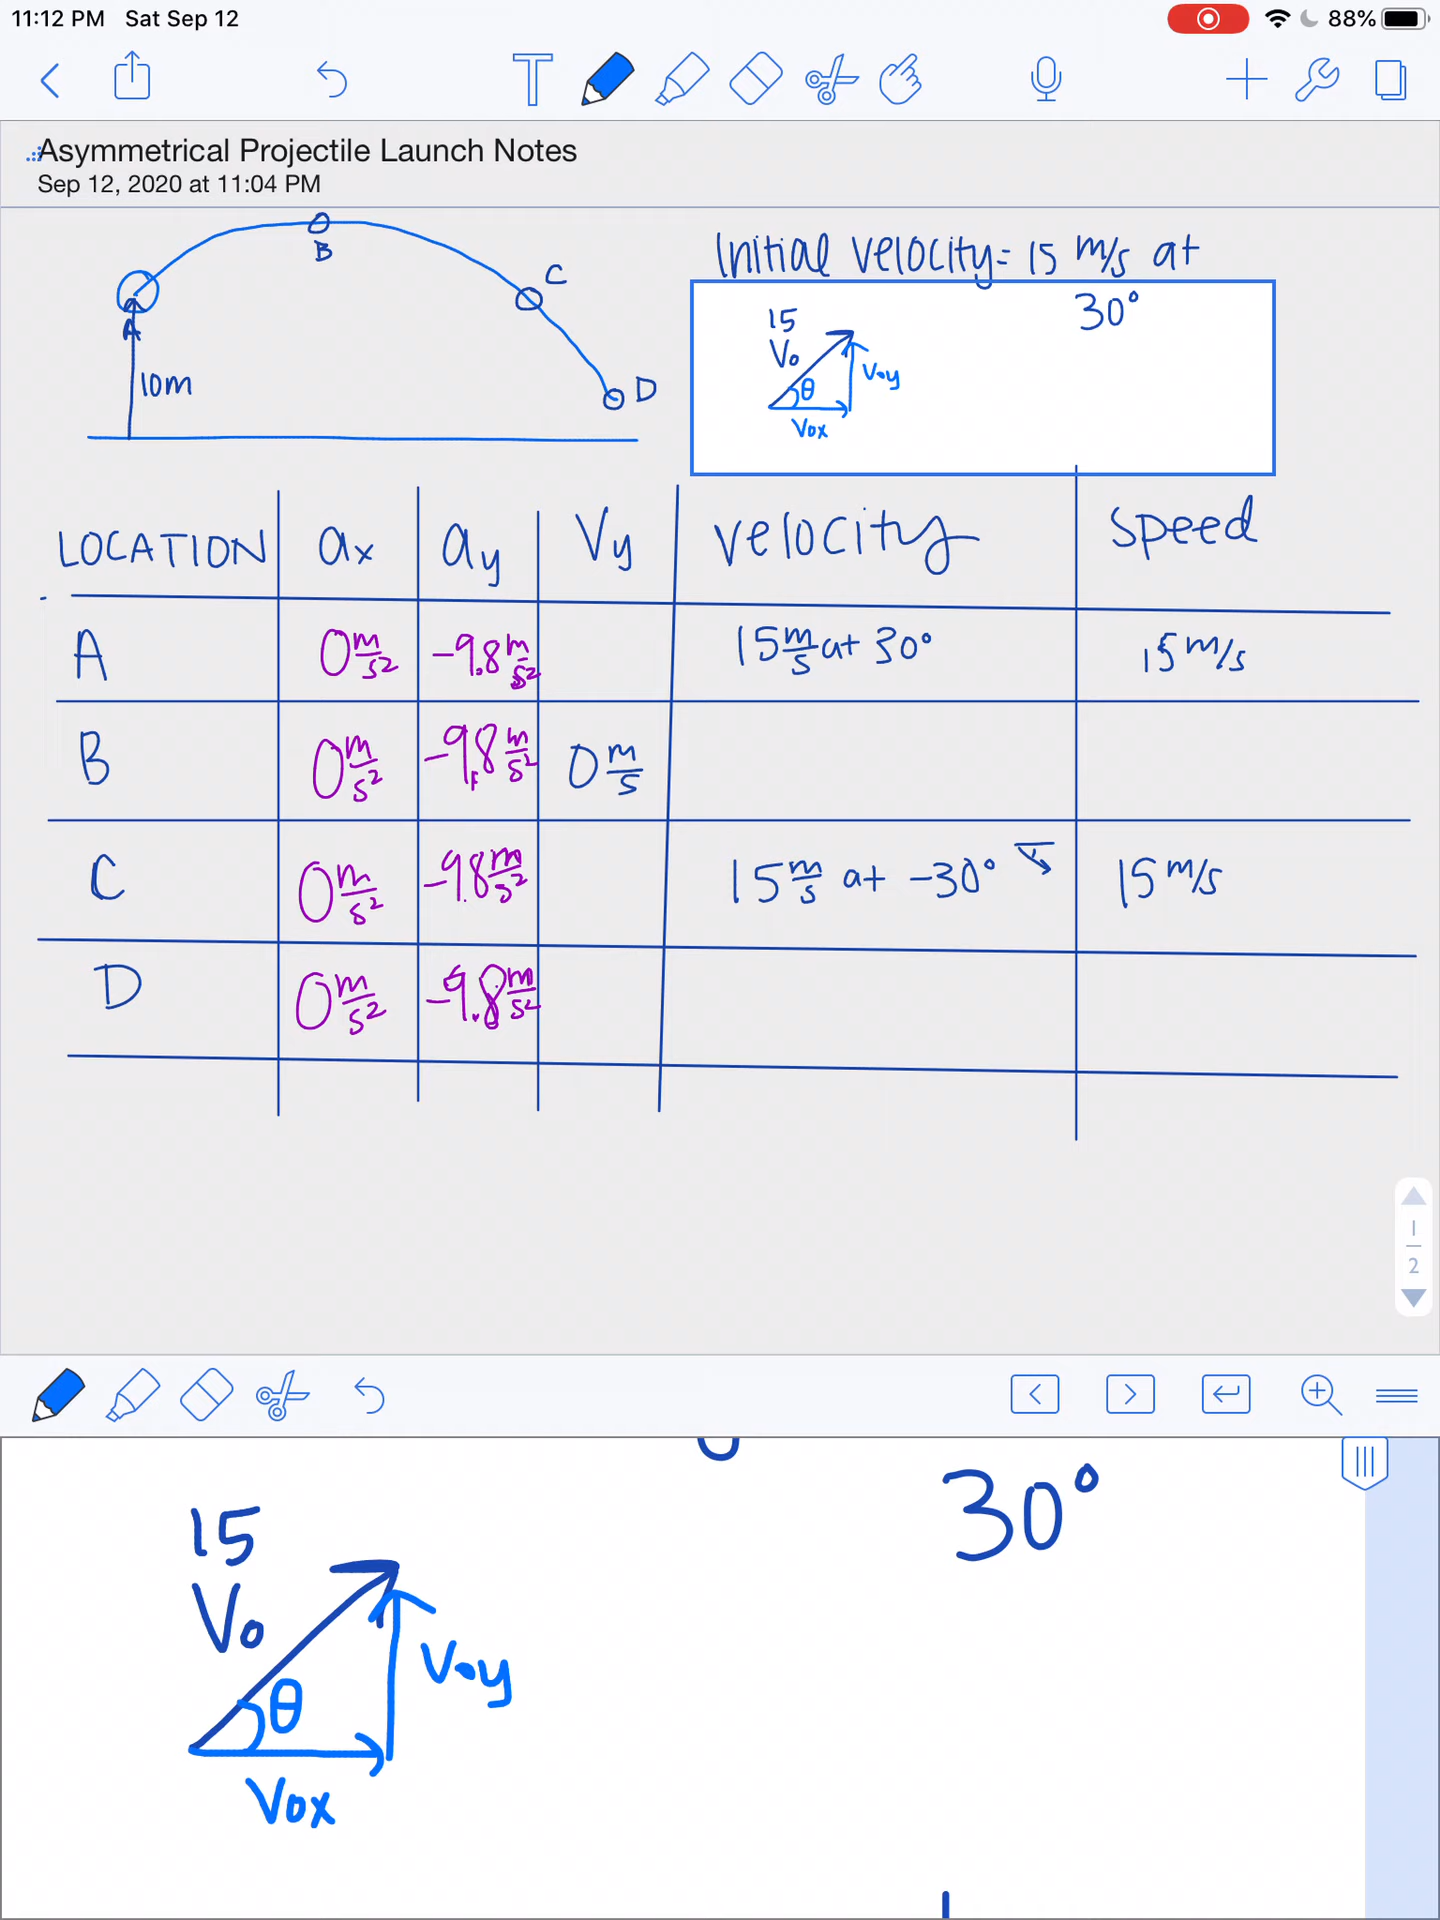 11:12 PM Sat Sep 12
88%
T
Asymmetrical Projectile Launch Notes
Sep 12, 2020 at 11:04 PM
B
C
A
10m
D
Initial velocity = 15 m/s at
30°
15
Vo
θ
Voy
Vox
LOCATION ax ay Vy velocity speed
A 0 m/s² -9.8 m/s² 15 m/s at 30° 15 m/s
B 0 m/s² -9.8 m/s² 0 m/s
C 0 m/s² -9.8 m/s² 15 m/s at -30° 15 m/s
D 0 m/s² -9.8 m/s²
1
2
30°
15
Vo
θ
Voy
Vox